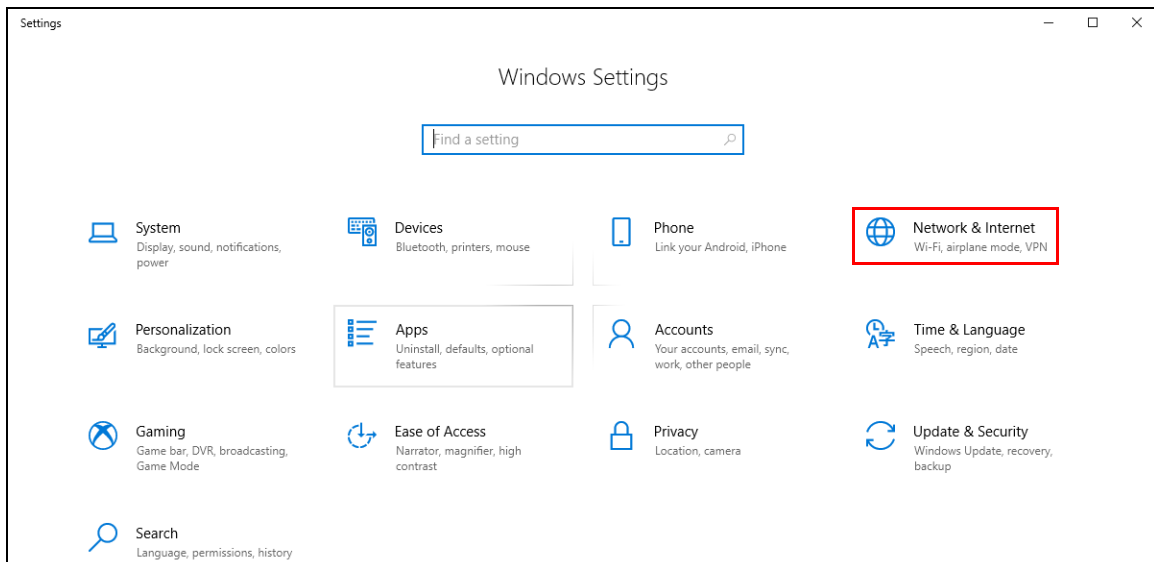 Settings
Windows Settings
Find a setting
System
Display, sound, notifications,
power
Devices
Bluetooth, printers, mouse
Phone
Link your Android, iPhone
Network & Internet
Wi-Fi, airplane mode, VPN
Personalization
Background, lock screen, colors
Apps
Uninstall, defaults, optional
features
Accounts
Your accounts, email, sync,
work, other people
Time & Language
Speech, region, date
Gaming
Game bar, DVR, broadcasting,
Game Mode
Ease of Access
Narrator, magnifier, high
contrast
Privacy
Location, camera
Update & Security
Windows Update, recovery,
backup
Search
Language, permissions, history